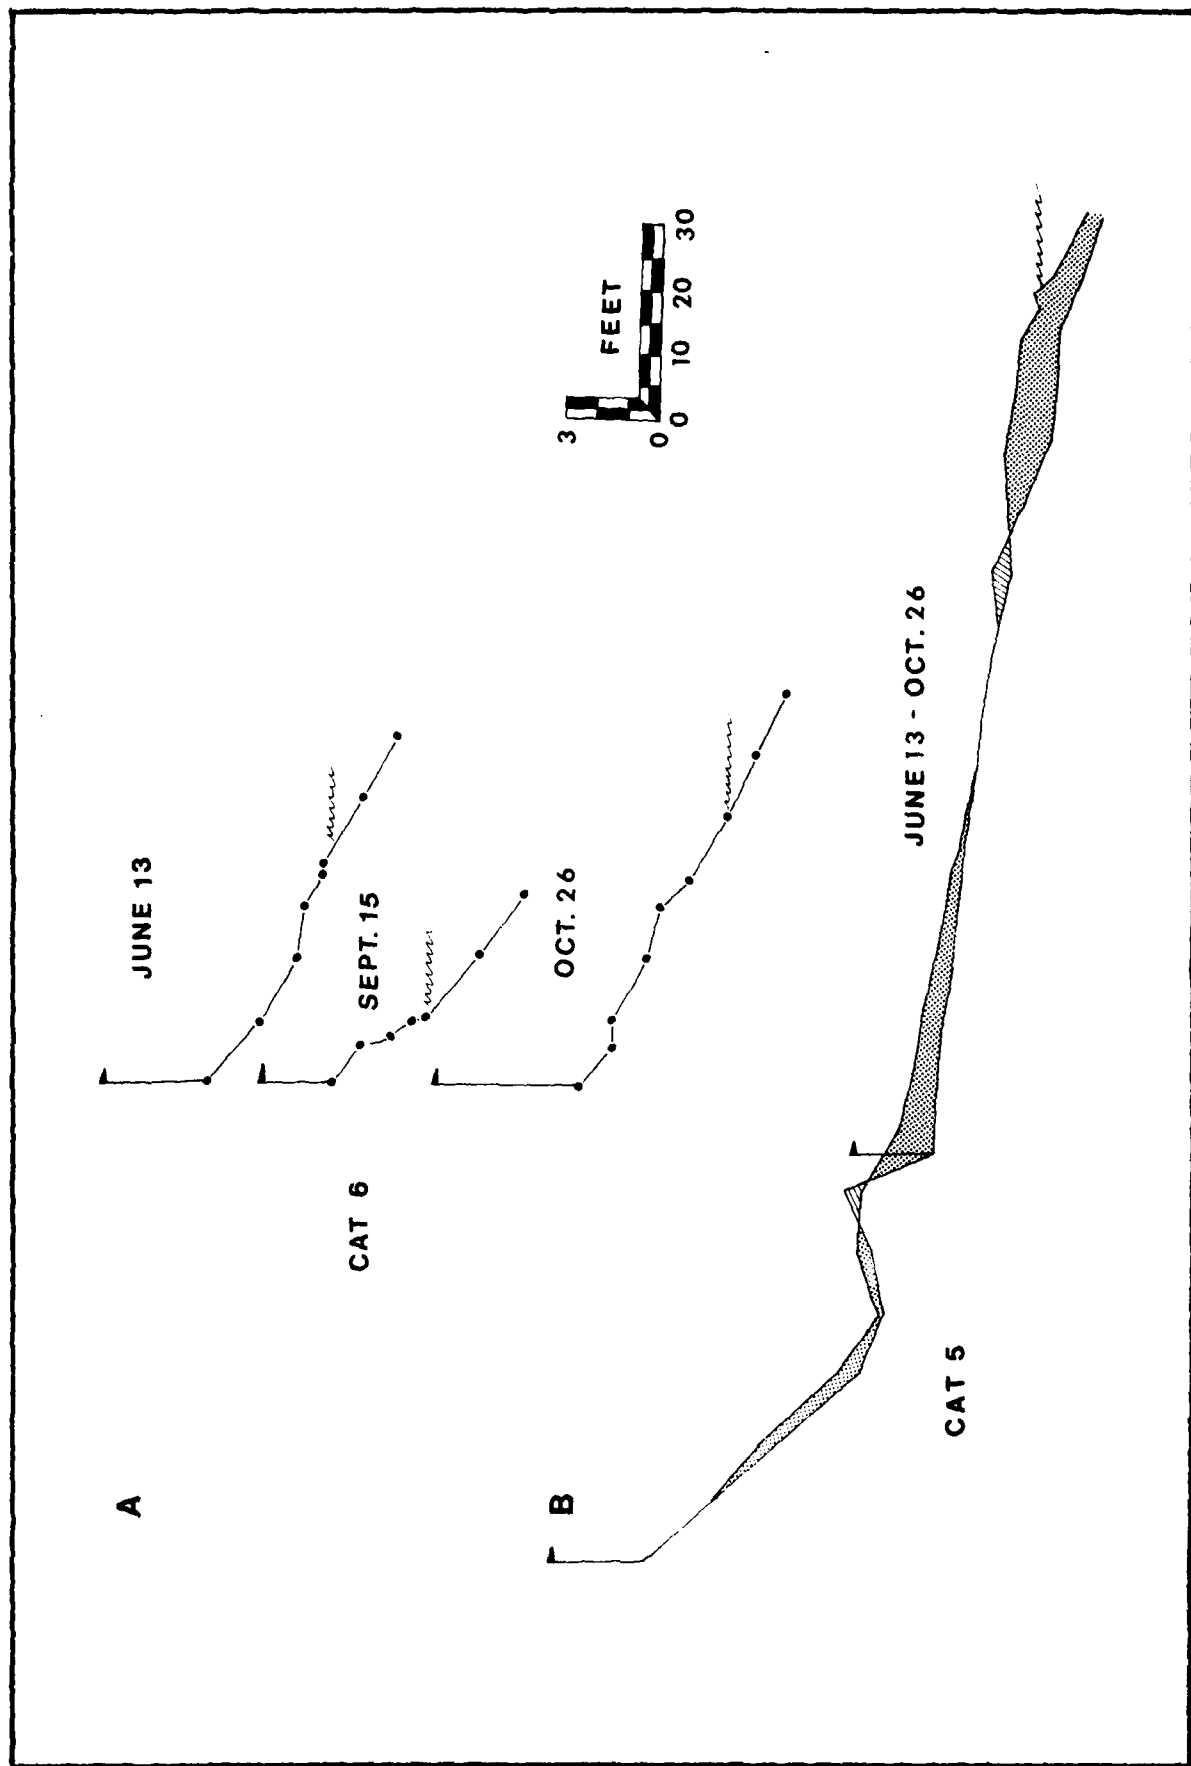 A
JUNE 13
SEPT. 15
CAT 6
OCT. 26
B
FEET
3
0
0 10 20 30
JUNE 13 - OCT. 26
CAT 5